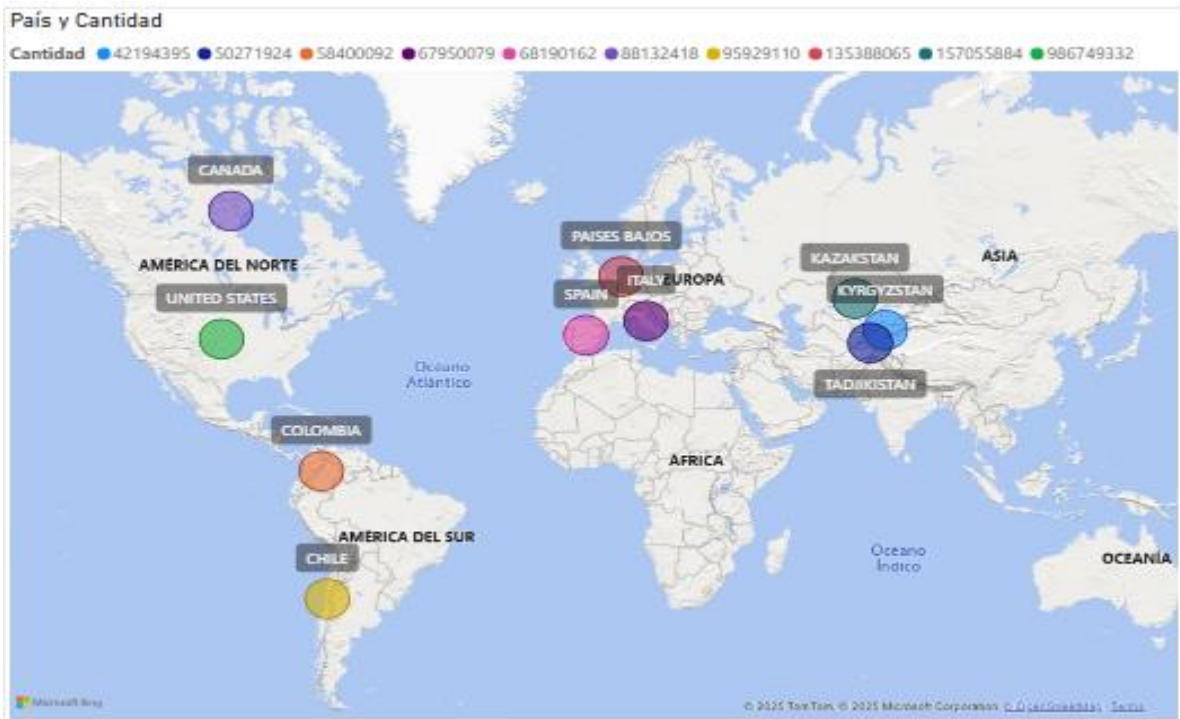 País y Cantidad
Cantidad 42194395 50271924 58400092 67950079 68190162 88132418 95929110 135388065 157055884 986749332
CANADA
PAISES BAJOS
AMÉRICA DEL NORTE
KAZAKSTAN
ASIA
ITALY
EUROPA
UNITED STATES
SPAIN
KYRGYZSTAN
Océano
Atlántico
TADJIKISTAN
COLOMBIA
ÁFRICA
AMÉRICA DEL SUR
CHILE
Océano
Índico
OCEANÍA
Microsoft Bing
© 2025 TomTom, © 2025 Microsoft Corporation, © OpenStreetMap Terms